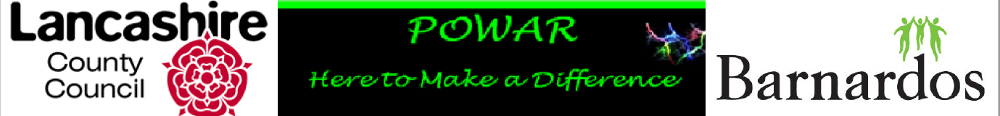 Lancashire
County
Council
POWAR
Here to Make a Difference
Barnardos